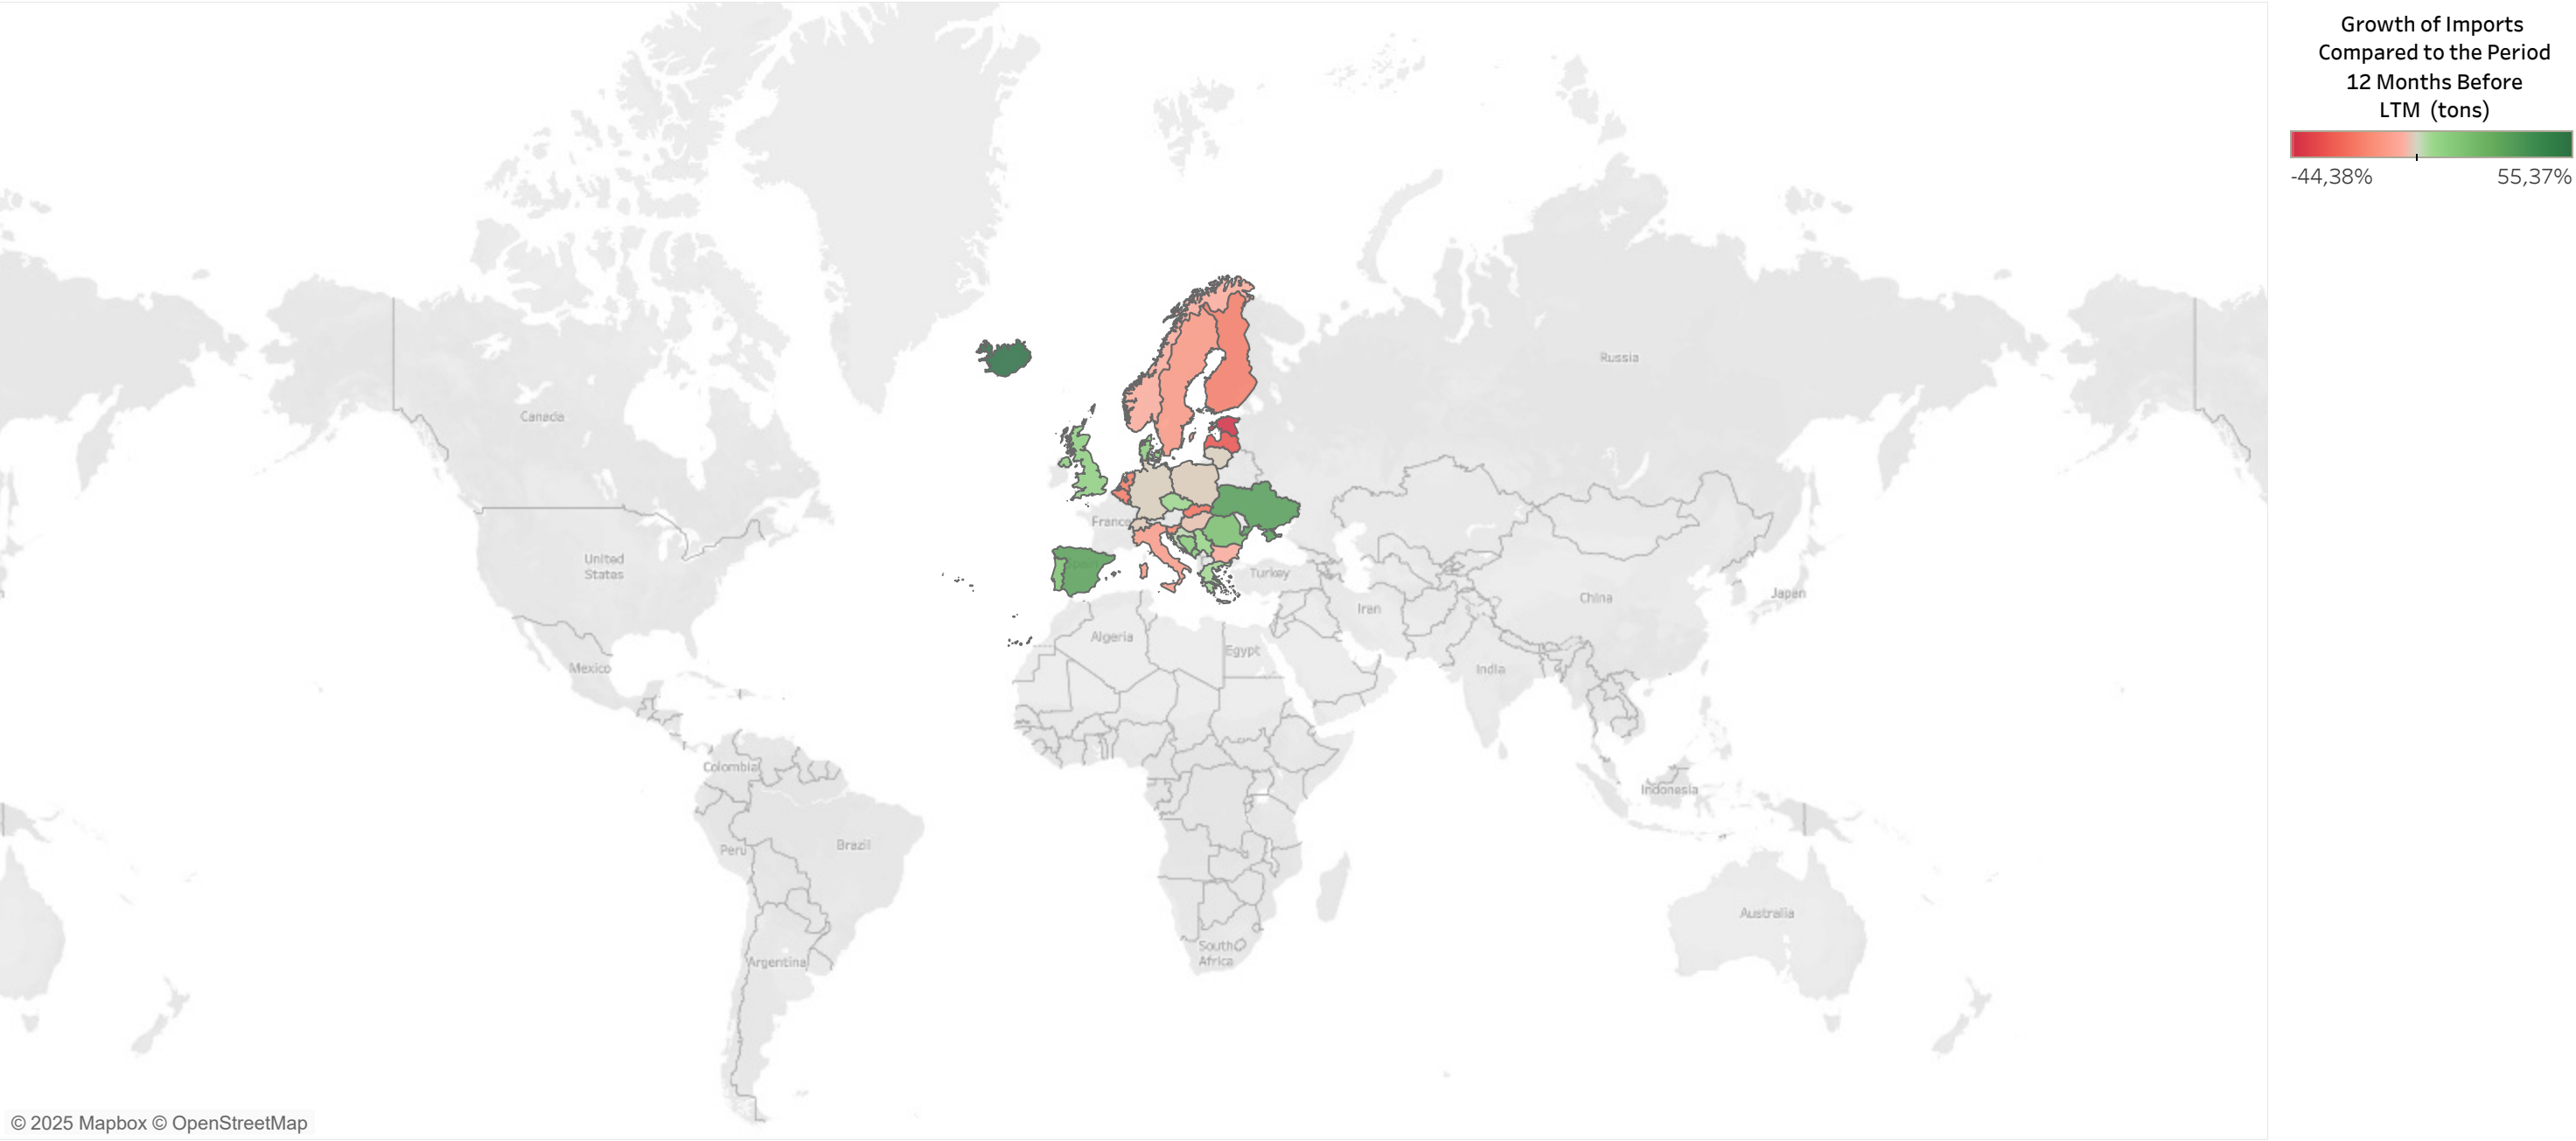 Growth of Imports
Compared to the Period
12 Months Before
LTM (tons)
-44,38% 55,37%
Russia
Canada
France
United
States
Turkey
Iran
China
Japan
Algeria
Egypt
India
Mexico
Colombia
Indonesia
Peru
Brazil
Australia
South
Africa
Argentina
© 2025 Mapbox © OpenStreetMap